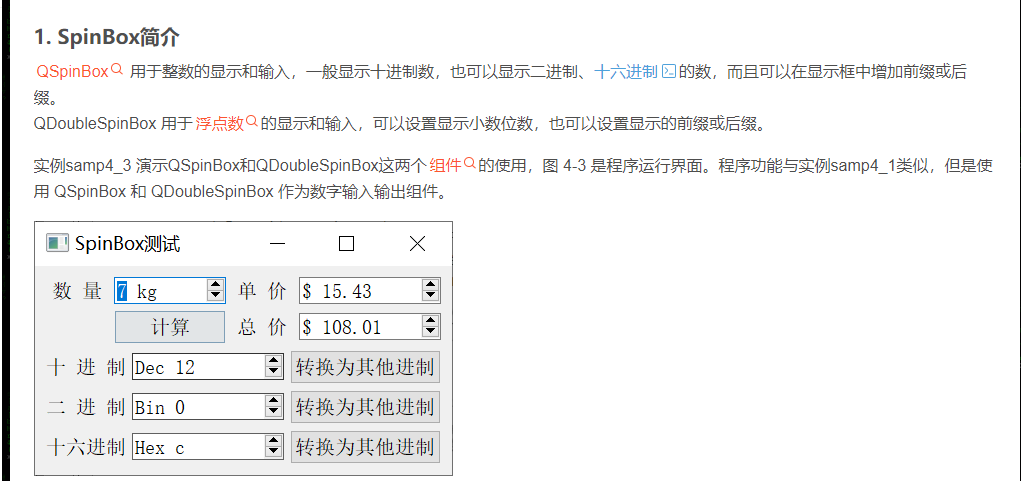 1. SpinBox简介
QSpinBox 用于整数的显示和输入，一般显示十进制数，也可以显示二进制、十六进制的数，而且可以在显示框中增加前缀或后
缀。
QDoubleSpinBox 用于浮点数的显示和输入，可以设置显示小数位数，也可以设置显示的前缀或后缀。
实例samp4_3 演示QSpinBox和QDoubleSpinBox这两个组件的使用，图 4-3 是程序运行界面。程序功能与实例samp4_1类似，但是使
用 QSpinBox 和 QDoubleSpinBox 作为数字输入输出组件。
SpinBox测试
数 量 7 kg 单 价 $ 15.43
计算 总 价 $ 108.01
十 进 制 Dec 12 转换为其他进制
二 进 制 Bin 0 转换为其他进制
十六进制 Hex c 转换为其他进制